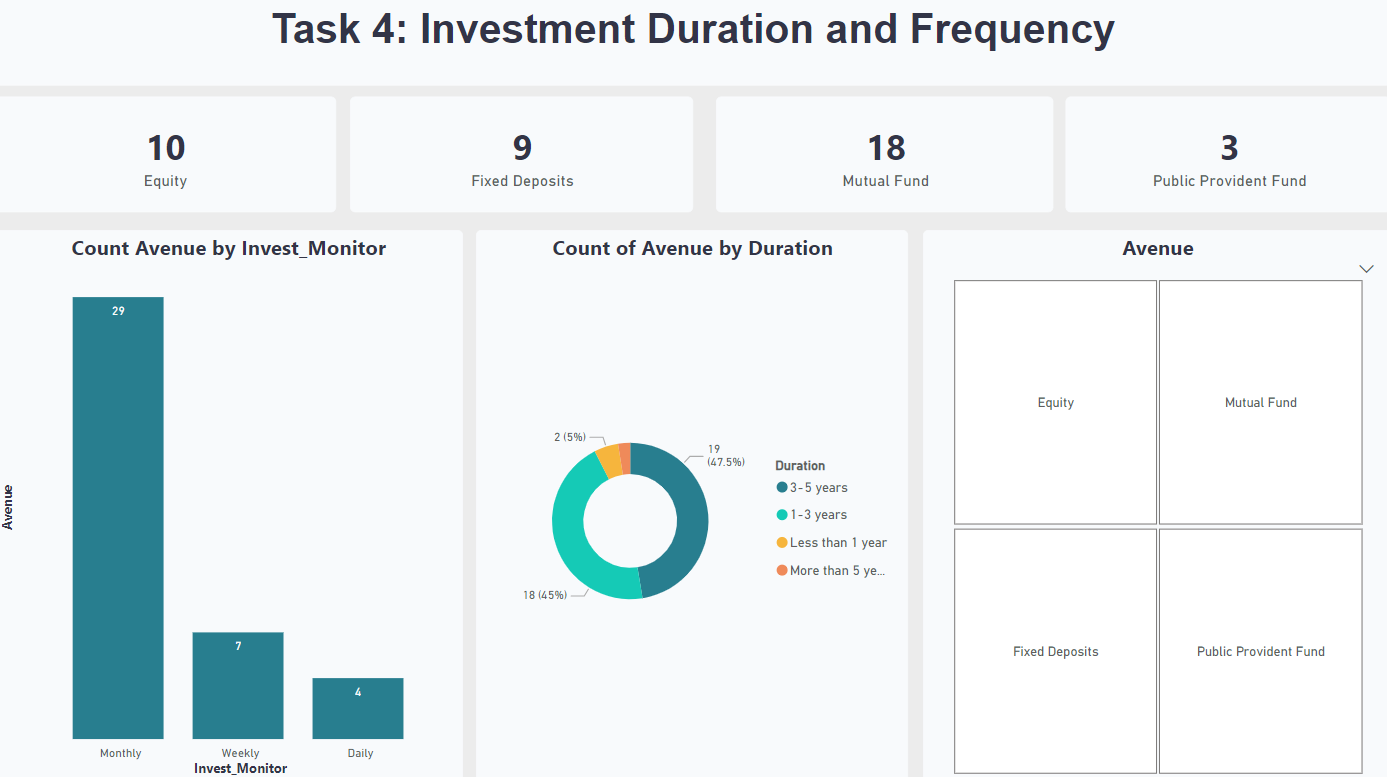 Task 4: Investment Duration and Frequency
10
Equity
9
Fixed Deposits
18
Mutual Fund
3
Public Provident Fund
Count Avenue by Invest_Monitor
Avenue
29
7
4
Monthly
Weekly
Daily
Invest_Monitor
Count of Avenue by Duration
2 (5%)
19
(47.5%)
18 (45%)
Duration
3-5 years
1-3 years
Less than 1 year
More than 5 ye...
Avenue
Equity
Mutual Fund
Fixed Deposits
Public Provident Fund